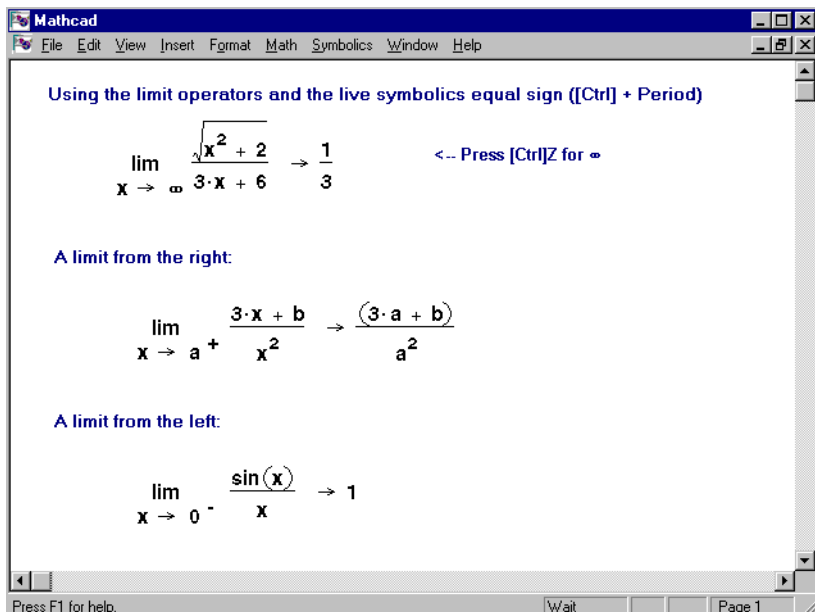 Mathcad
File Edit View Insert Format Math Symbolics Window Help
Using the limit operators and the live symbolics equal sign ([Ctrl] + Period)
lim x → ∞ √(x² + 2) / (3·x + 6) → 1/3 <-- Press [Ctrl]Z for ∞
A limit from the right:
lim x → a⁺ (3·x + b) / x² → (3·a + b) / a²
A limit from the left:
lim x → 0⁻ sin(x) / x → 1
Press F1 for help. Wait Page 1